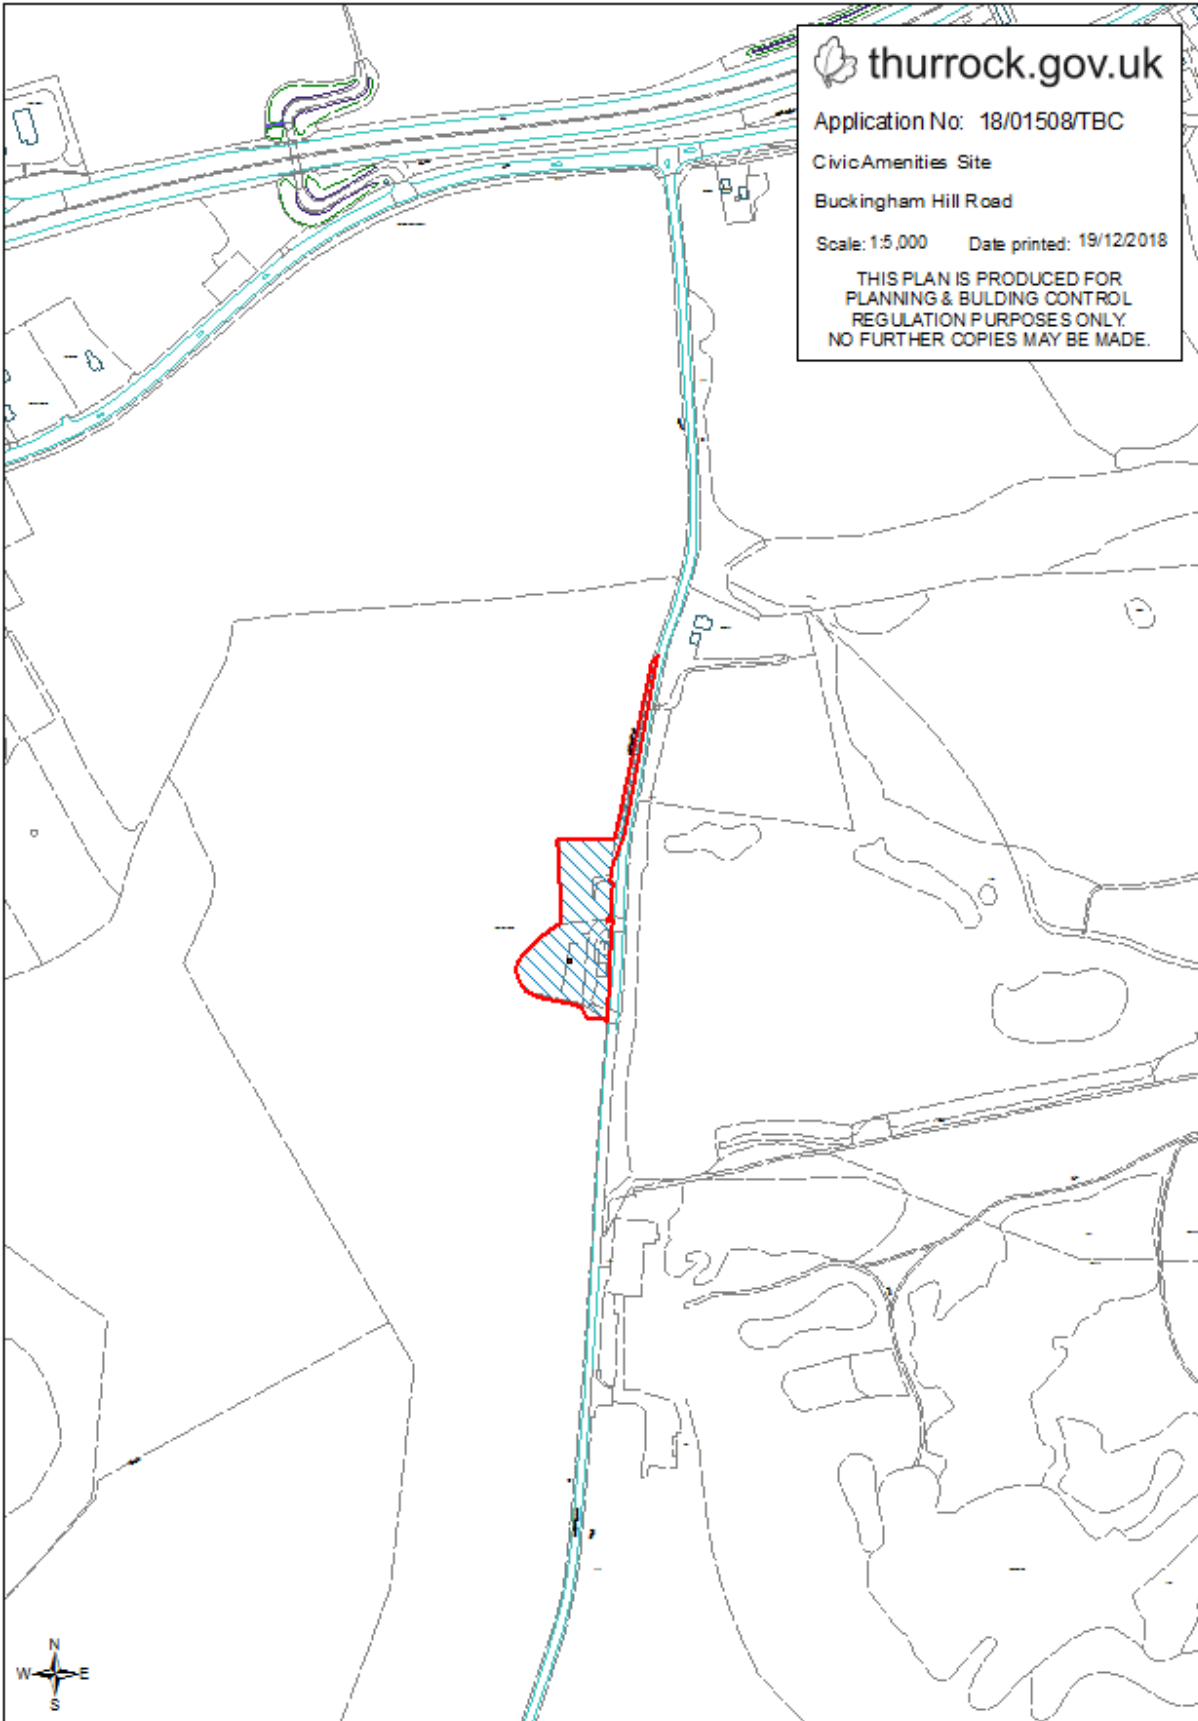 thurrock.gov.uk
Application No: 18/01508/TBC
Civic Amenities Site
Buckingham Hill Road
Scale: 1:5,000 Date printed: 19/12/2018
THIS PLAN IS PRODUCED FOR
PLANNING & BULDING CONTROL
REGULATION PURPOSES ONLY.
NO FURTHER COPIES MAY BE MADE.
N
W E
S